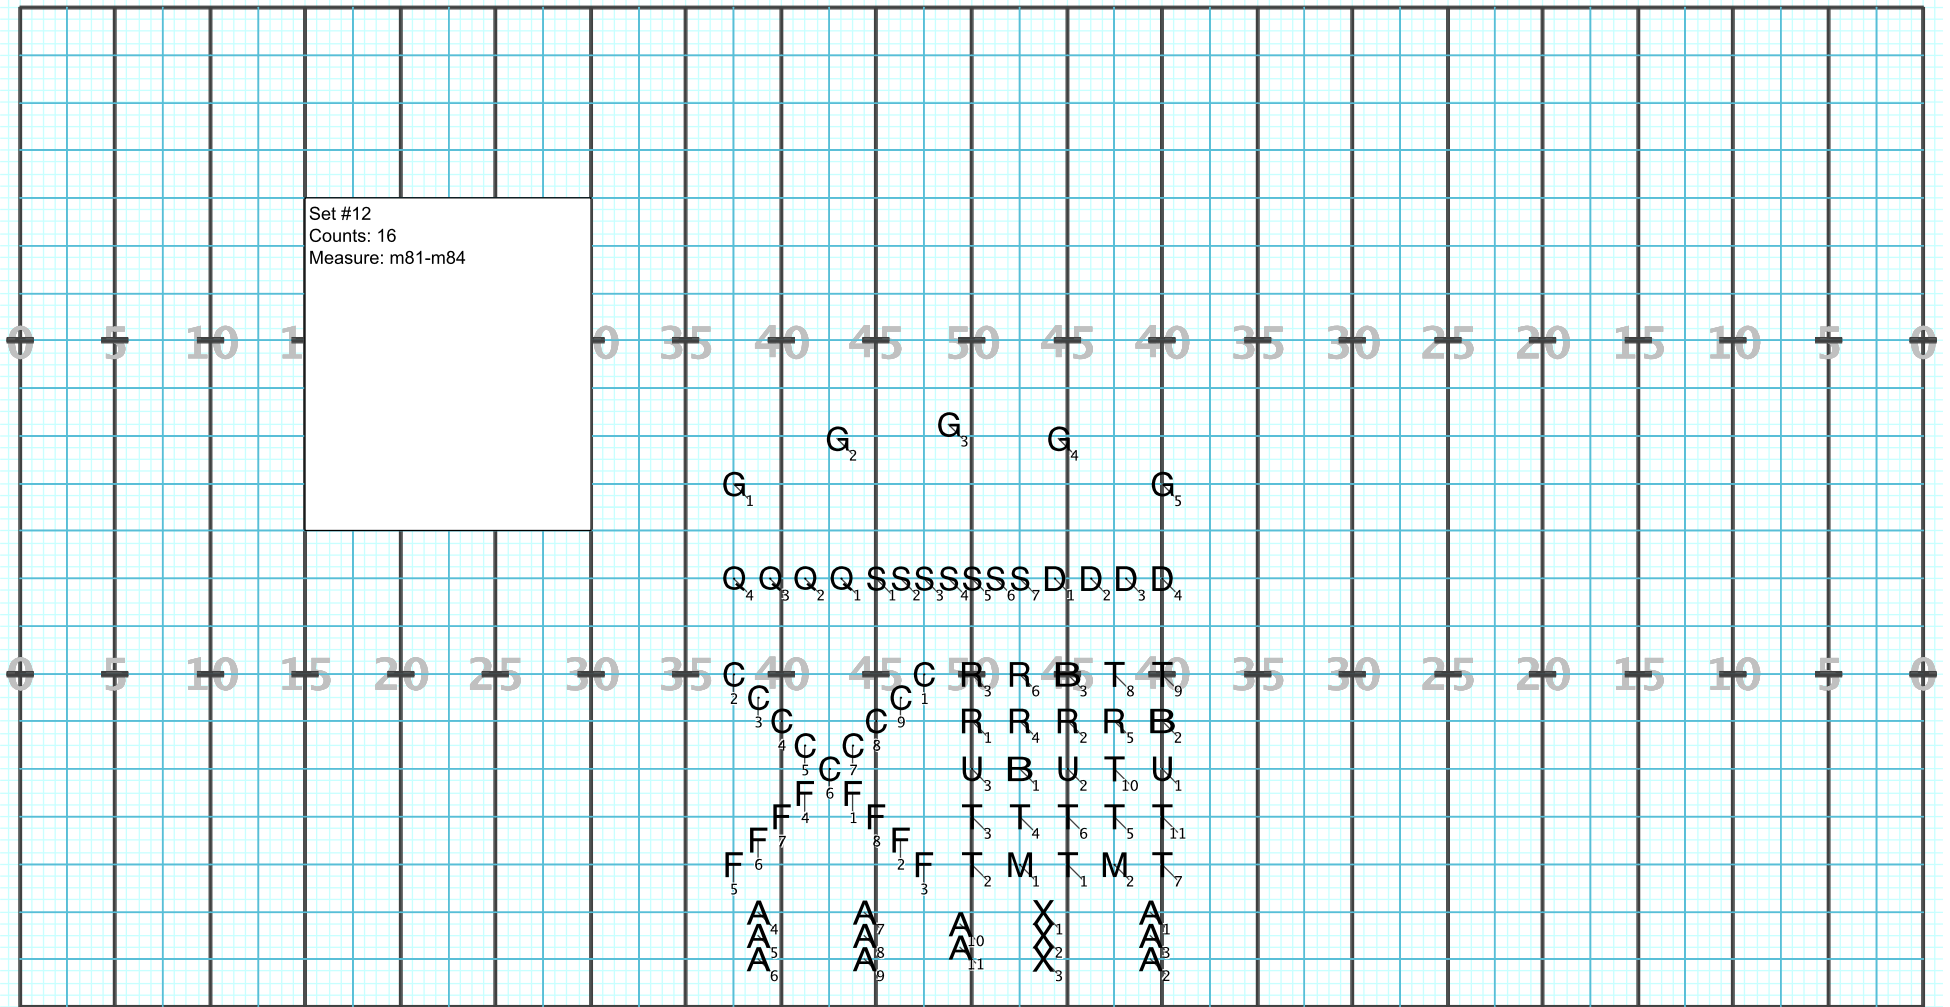 Set #12
Counts: 16
Measure: m81-m84
0 5 10 1 0 35 40 45 50 45 40 35 30 25 20 15 10 5 0
G3
G2 G4
G1 G5
Q4 Q3 Q2 Q1 S1 S2 S3 S4 S5 S6 S7 D1 D2 D3 D4
0 5 10 15 20 25 30 35 40 45 50 45 40 35 30 25 20 15 10 5 0
C2 C1 R3 R6 B3 T8 T9
C3 C9
C4 C8 R1 R4 R2 R5 B2
C5 C7
C6 U3 B1 U2 T10 U1
F4 F1
F7 F8 T3 T4 T6 T5 T11
F6 F2
F5 F3 T2 M1 T1 M2 T7
A4 A7 X1 A1
A10
A5 A8 X2 A3
A11
A6 A9 X3 A2